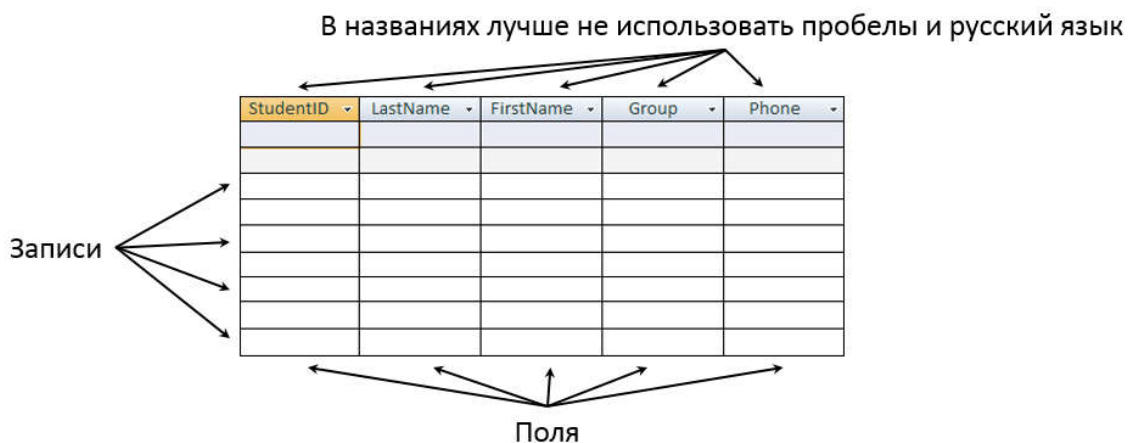 В названиях лучше не использовать пробелы и русский язык
StudentID LastName FirstName Group Phone
Записи
Поля